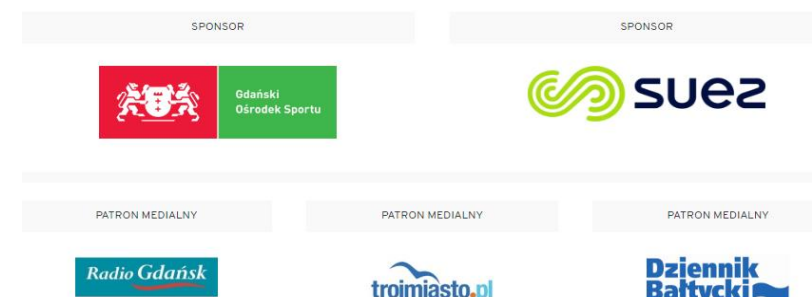 SPONSOR
SPONSOR
Gdański
Ośrodek Sportu
suez
PATRON MEDIALNY
PATRON MEDIALNY
PATRON MEDIALNY
Radio Gdańsk
trojmiasto.pl
Dziennik
Bałtycki